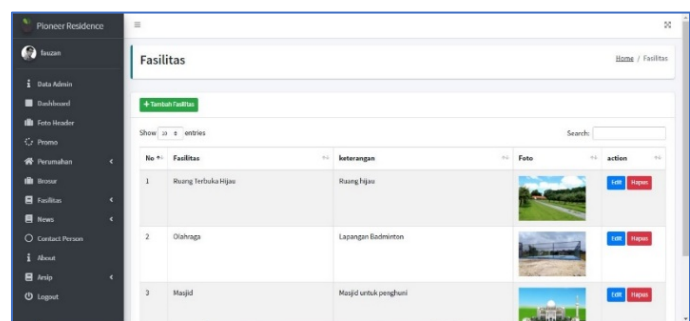 Pioneer Residence
fauzan
Data Admin
Dashboard
Foto Header
Promo
Perumahan
Brosur
Fasilitas
News
Contact Person
About
Arsip
Logout
Fasilitas
Home / Fasilitas
+ Tambah Fasilitas
Show 10 entries
Search:
No Fasilitas keterangan Foto action
1 Ruang Terbuka Hijau Ruang hijau Edit Hapus
2 Olahraga Lapangan Badminton Edit Hapus
3 Masjid Masjid untuk penghuni Edit Hapus